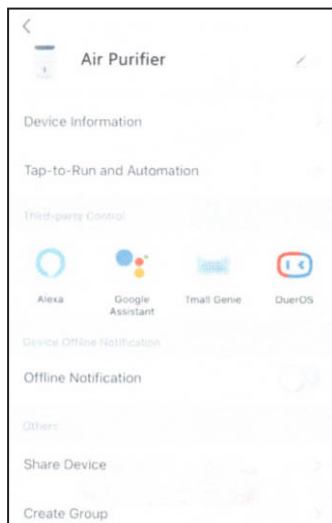 Air Purifier
Device Information
Tap-to-Run and Automation
Third-party Control
Alexa
Google
Assistant
Tmall Genie
DuerOS
Device Offline Notification
Offline Notification
Others
Share Device
Create Group